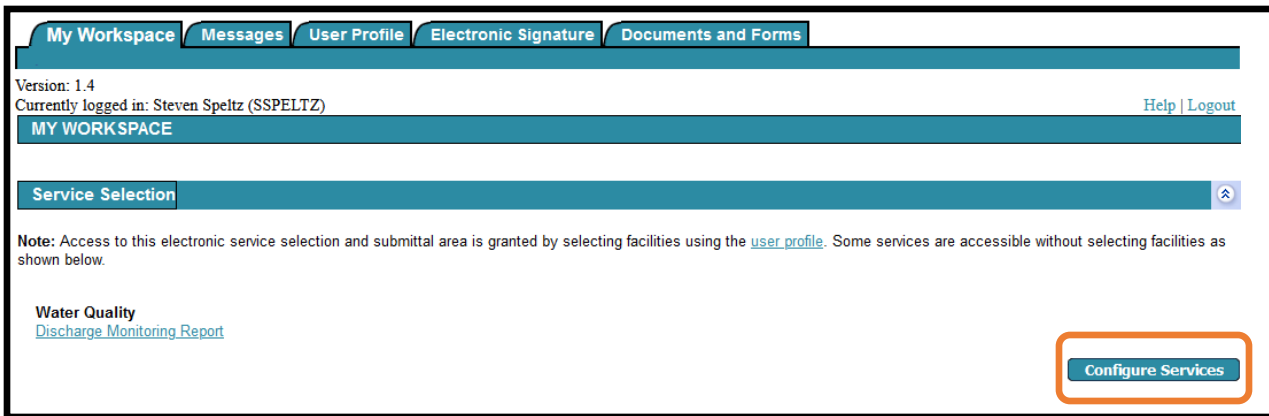 My Workspace Messages User Profile Electronic Signature Documents and Forms
Version: 1.4
Currently logged in: Steven Speltz (SSPELTZ)
Help | Logout
MY WORKSPACE
Service Selection
Note: Access to this electronic service selection and submittal area is granted by selecting facilities using the user profile. Some services are accessible without selecting facilities as
shown below.
Water Quality
Discharge Monitoring Report
Configure Services